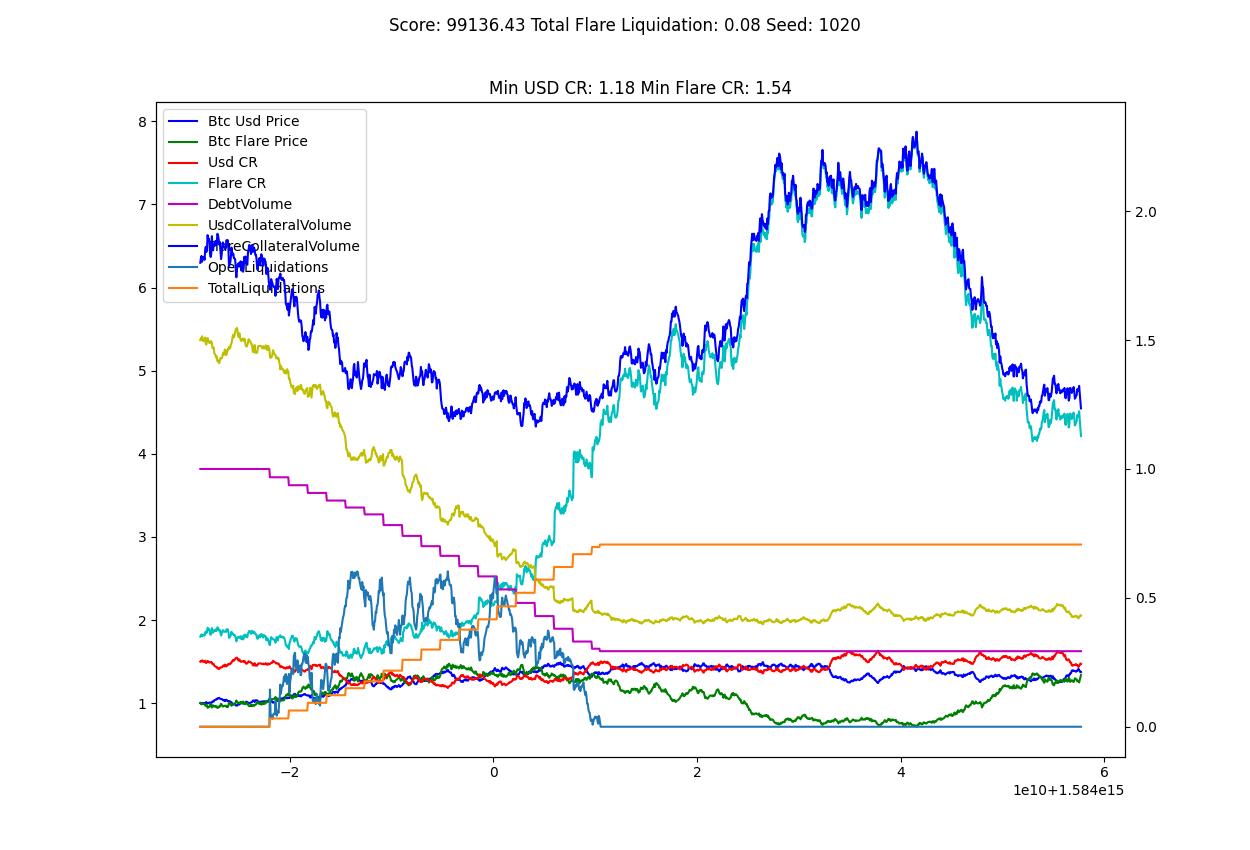 Score: 99136.43 Total Flare Liquidation: 0.08 Seed: 1020
Min USD CR: 1.18 Min Flare CR: 1.54
Btc Usd Price
Btc Flare Price
Usd CR
Flare CR
DebtVolume
UsdCollateralVolume
FlareCollateralVolume
OpenLiquidations
TotalLiquidations
8
7
6
5
4
3
2
1
2.0
1.5
1.0
0.5
0.0
−2
0
2
4
6
1e10+1.584e15